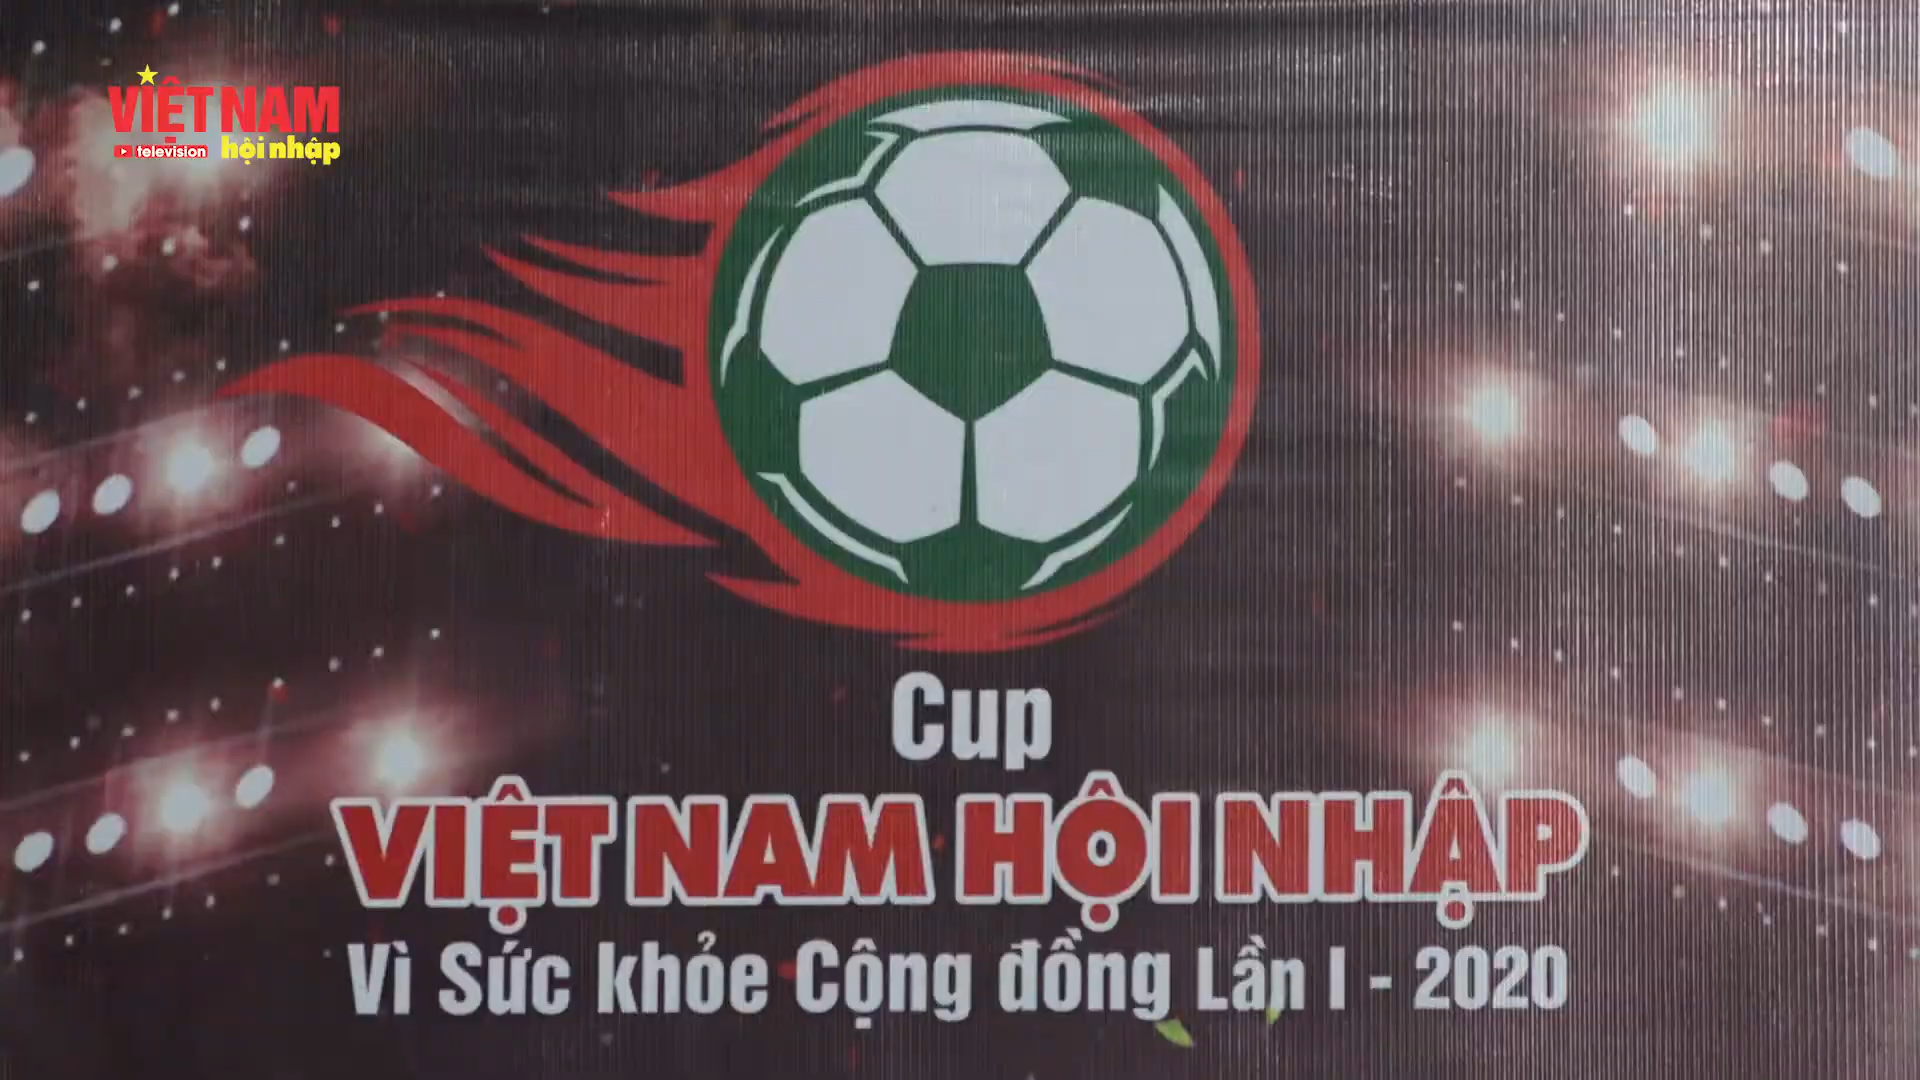 VIỆT NAM
television hội nhập
Cup
VIỆT NAM HỘI NHẬP
Vì Sức khỏe Cộng đồng Lần I - 2020